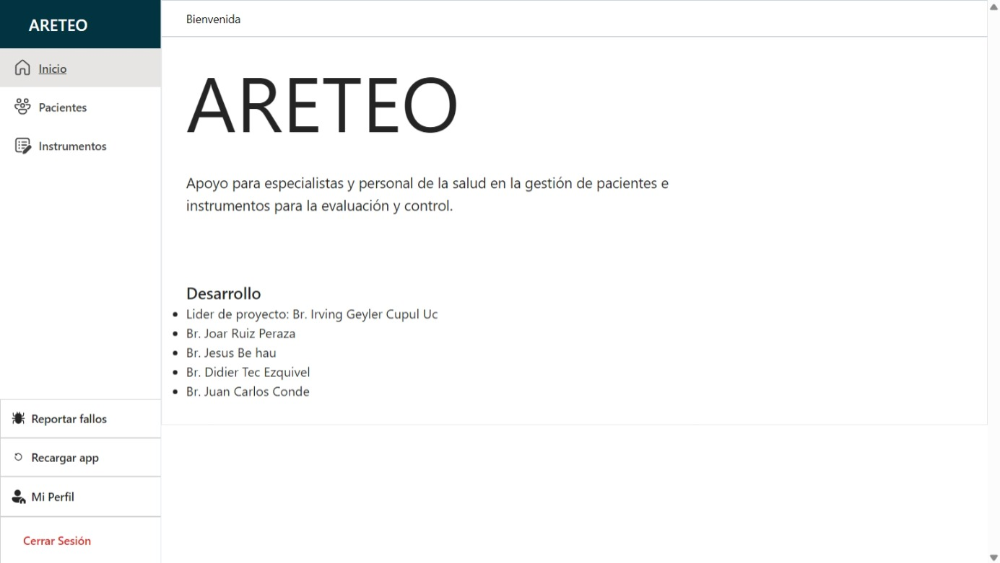 ARETEO
Inicio
Pacientes
Instrumentos
Reportar fallos
Recargar app
Mi Perfil
Cerrar Sesión
Bienvenida
ARETEO
Apoyo para especialistas y personal de la salud en la gestión de pacientes e
instrumentos para la evaluación y control.
Desarrollo
Lider de proyecto: Br. Irving Geyler Cupul Uc
Br. Joar Ruiz Peraza
Br. Jesus Be hau
Br. Didier Tec Ezquivel
Br. Juan Carlos Conde